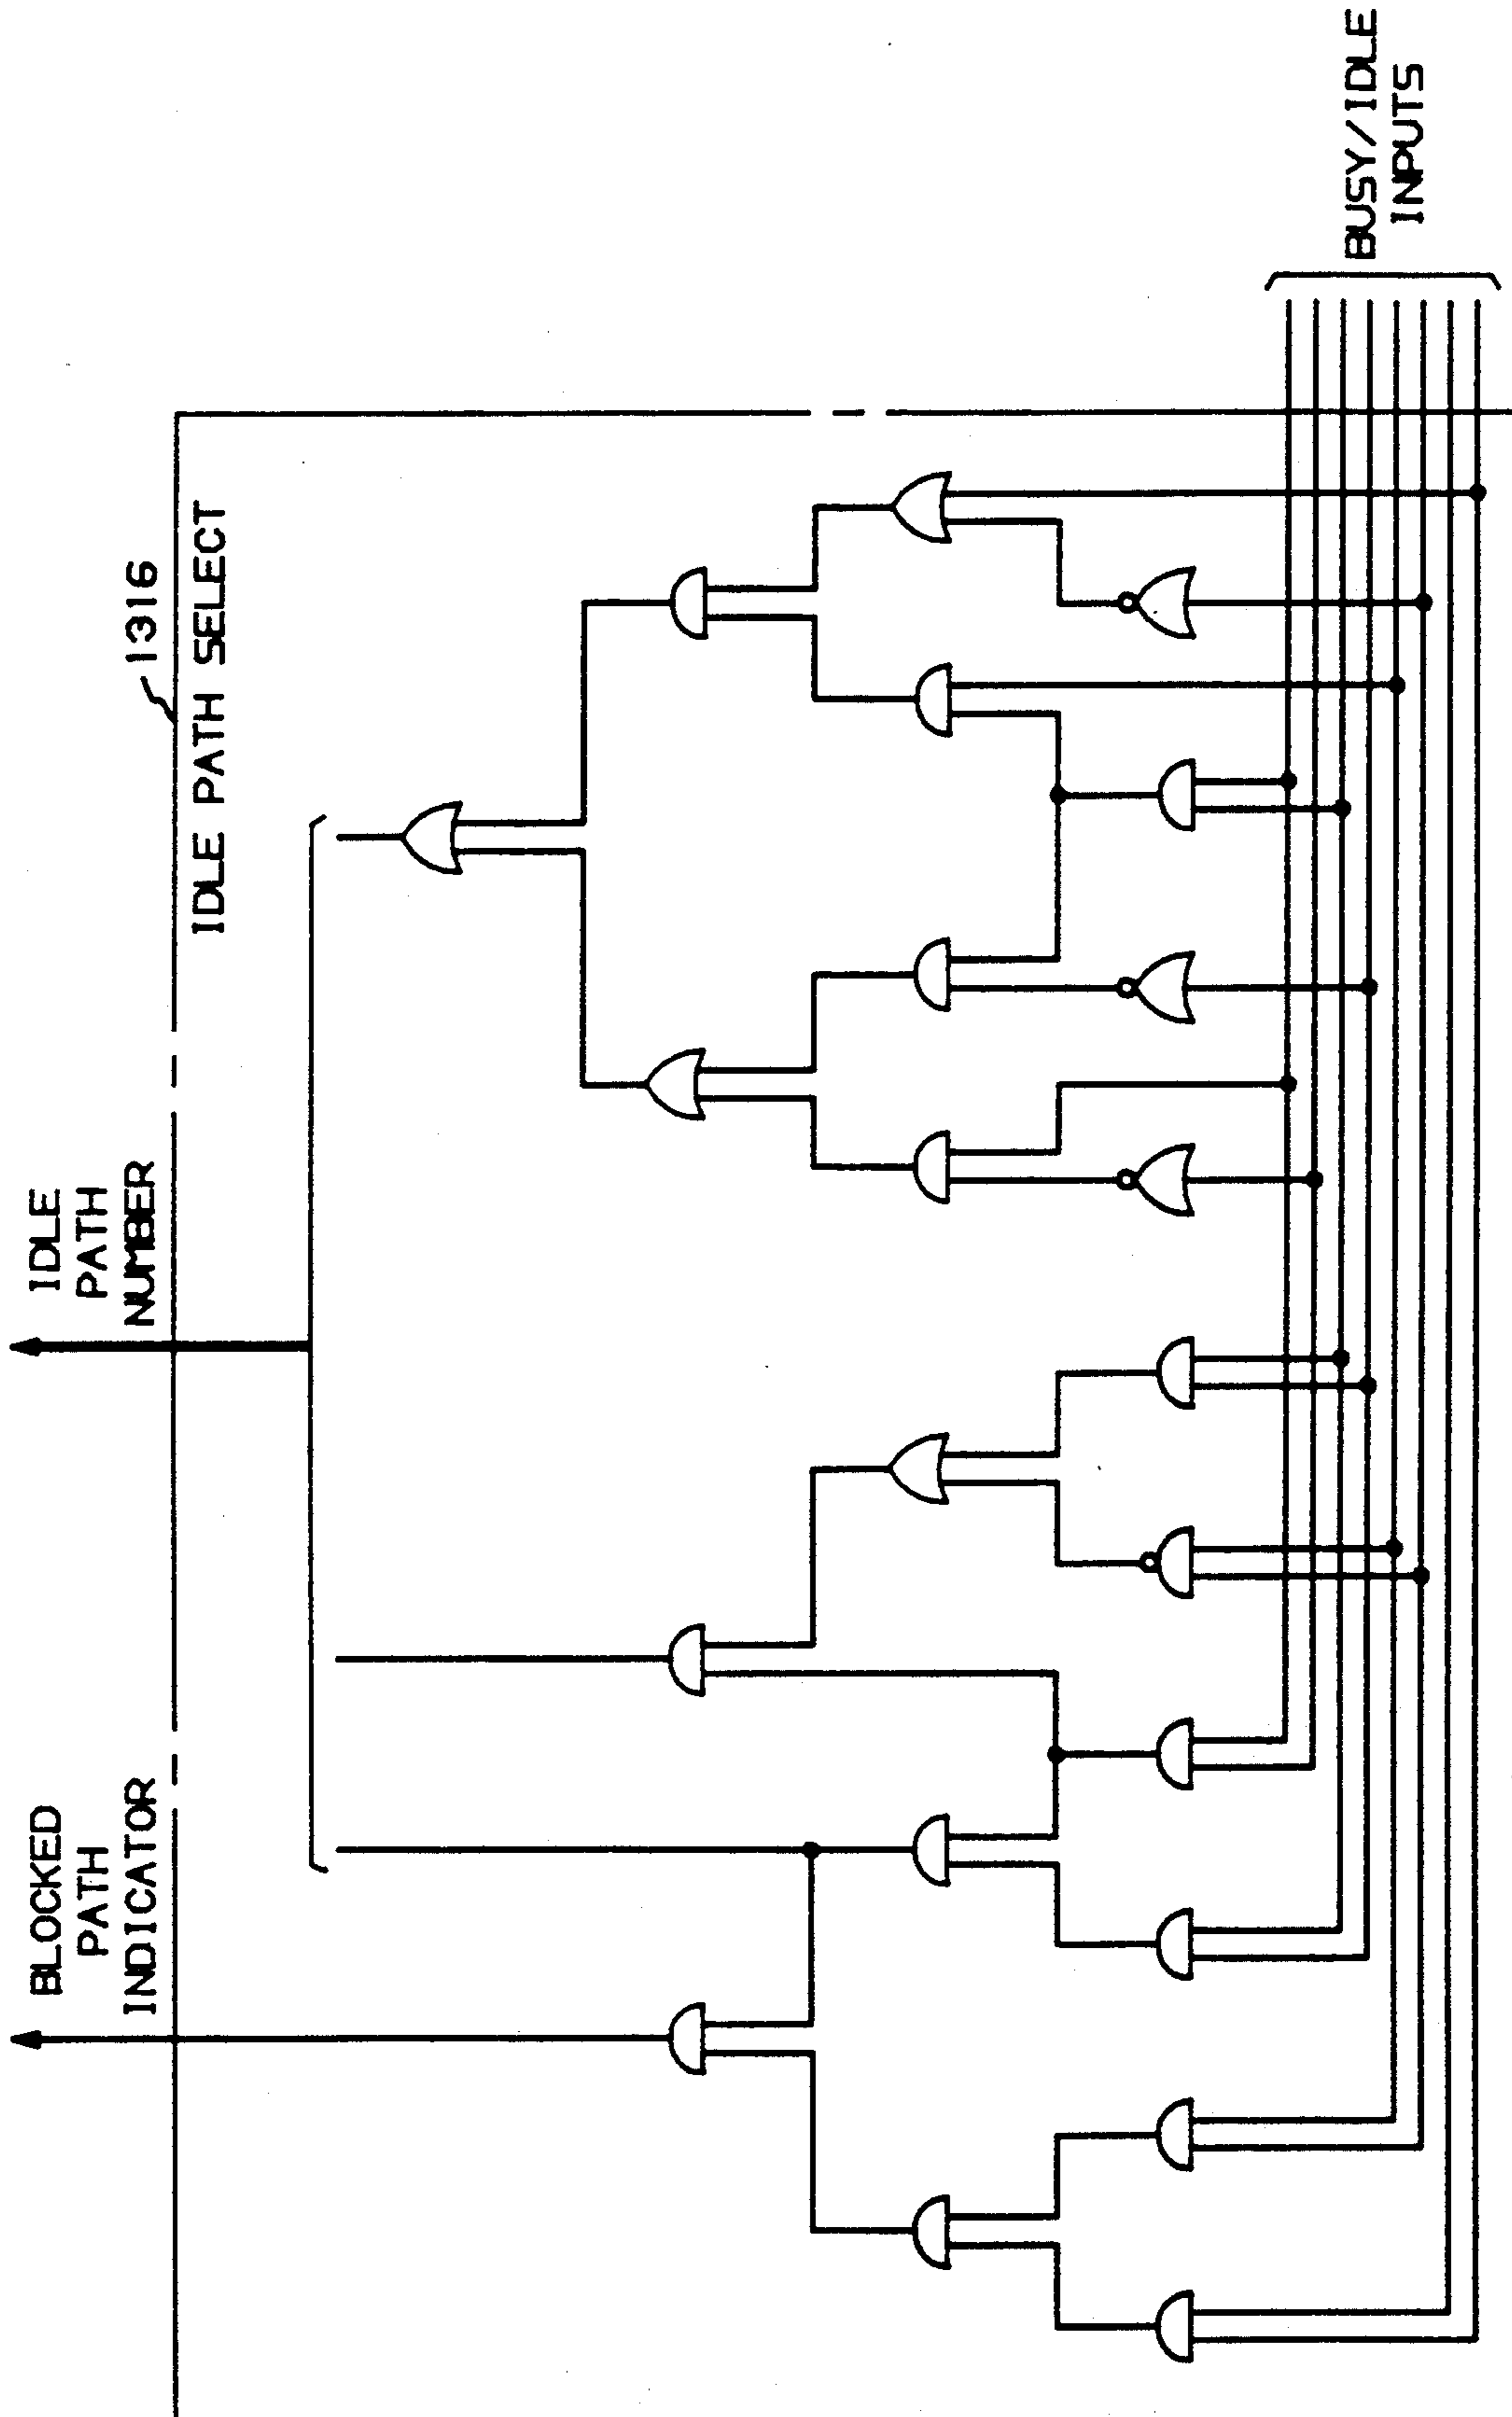 BLOCKED
PATH
INDICATOR
IDLE
PATH
NUMBER
1316
IDLE PATH SELECT
BUSY/IDLE
INPUTS